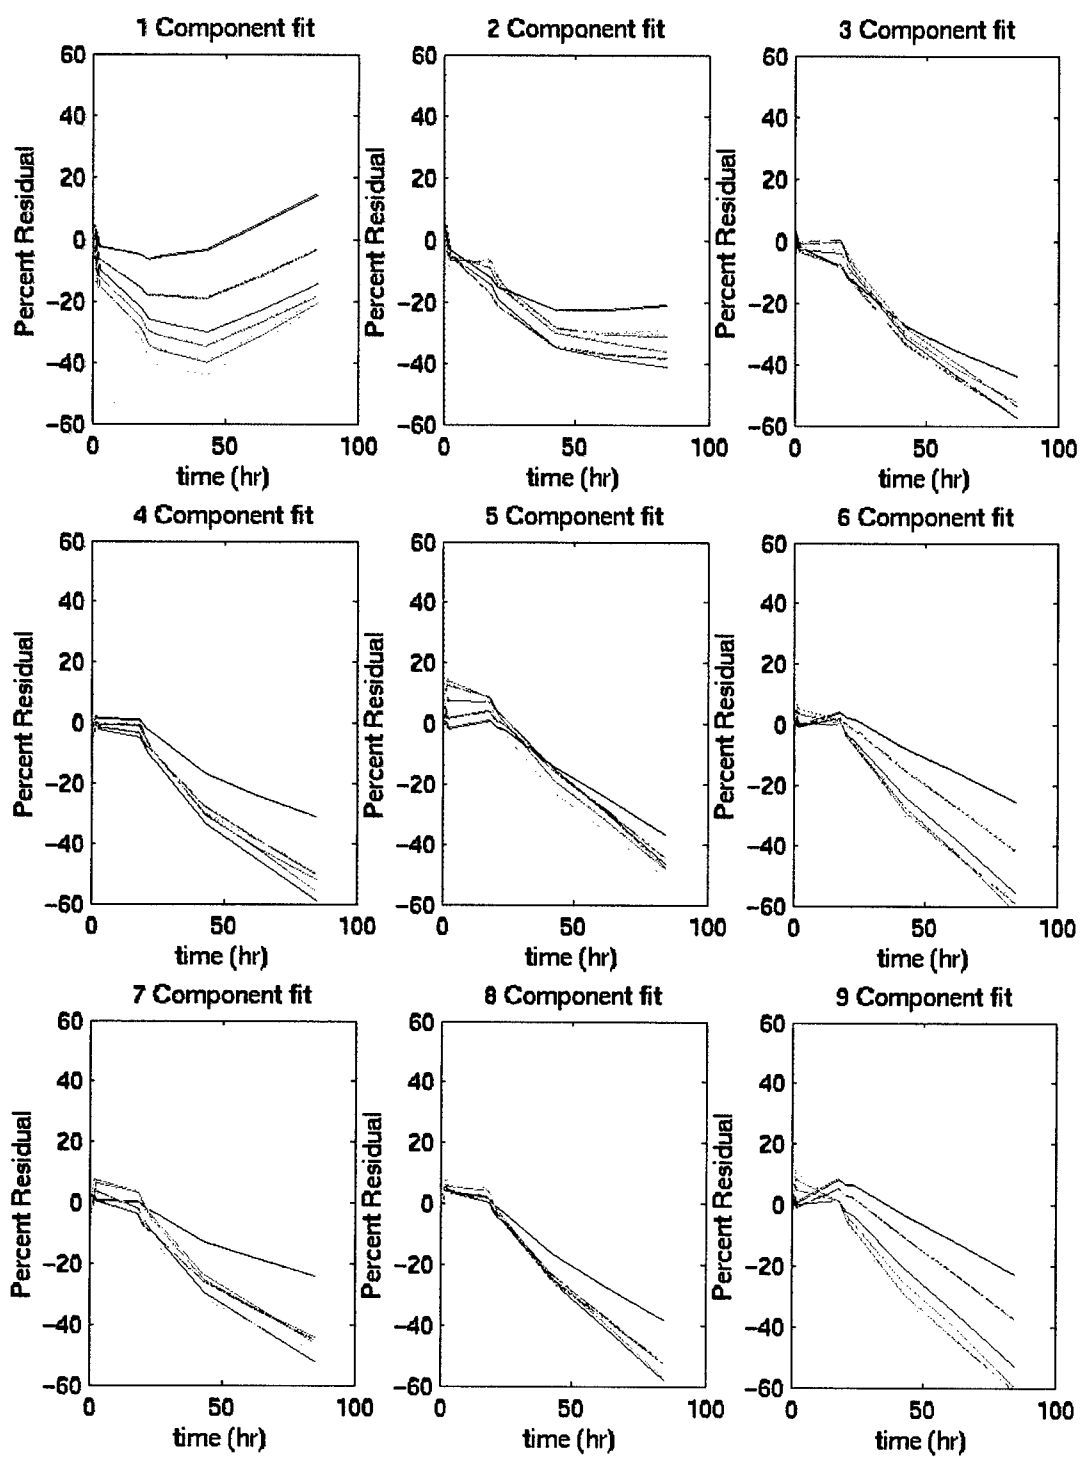 1 Component fit
60
40
20
0
−20
−40
−60
Percent Residual
0 50 100
time (hr)
2 Component fit
60
40
20
0
−20
−40
−60
Percent Residual
0 50 100
time (hr)
3 Component fit
60
40
20
0
−20
−40
−60
Percent Residual
0 50 100
time (hr)
4 Component fit
60
40
20
0
−20
−40
−60
Percent Residual
0 50 100
time (hr)
5 Component fit
60
40
20
0
−20
−40
−60
Percent Residual
0 50 100
time (hr)
6 Component fit
60
40
20
0
−20
−40
−60
Percent Residual
0 50 100
time (hr)
7 Component fit
60
40
20
0
−20
−40
−60
Percent Residual
0 50 100
time (hr)
8 Component fit
60
40
20
0
−20
−40
−60
Percent Residual
0 50 100
time (hr)
9 Component fit
60
40
20
0
−20
−40
−60
Percent Residual
0 50 100
time (hr)